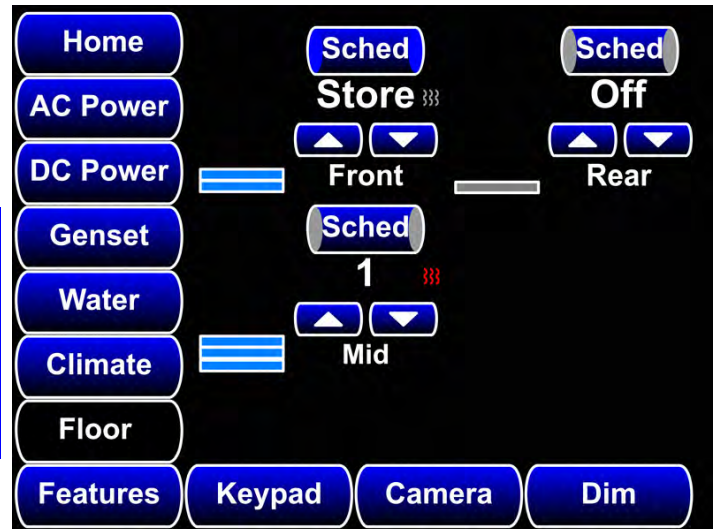 Home
AC Power
DC Power
Genset
Water
Climate
Floor
Features
Sched
Store
Front
Sched
Off
Rear
Sched
1
Mid
Keypad
Camera
Dim